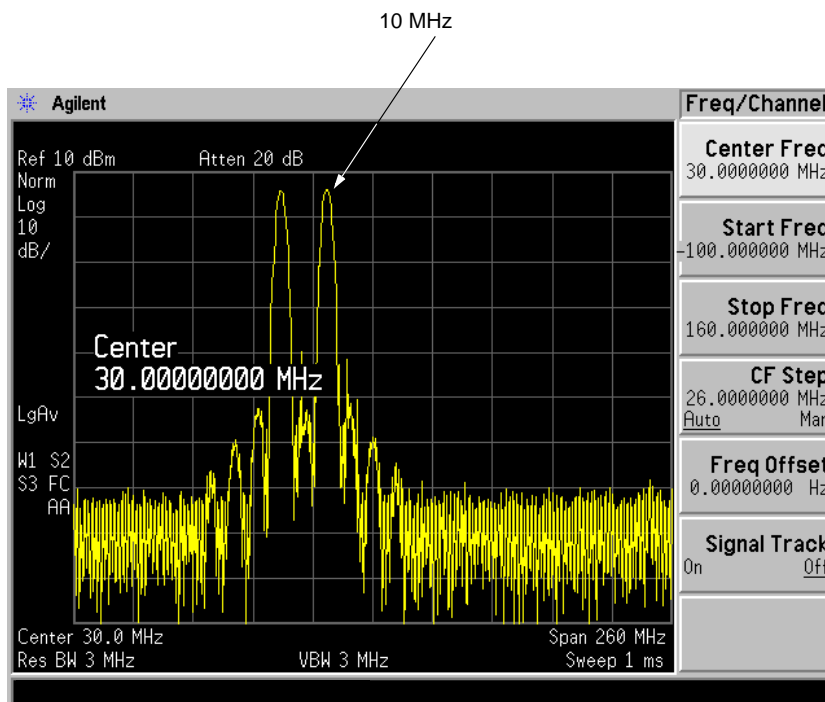 10 MHz
Agilent
Freq/Channel
Ref 10 dBm Atten 20 dB
Norm
Log
10
dB/
Center
30.00000000 MHz
LgAv
W1 S2
S3 FC
AA
Center 30.0 MHz Span 260 MHz
Res BW 3 MHz VBW 3 MHz Sweep 1 ms
Center Freq
30.0000000 MHz
Start Freq
-100.000000 MHz
Stop Freq
160.000000 MHz
CF Step
26.0000000 MHz
Auto Man
Freq Offset
0.00000000 Hz
Signal Track
On Off